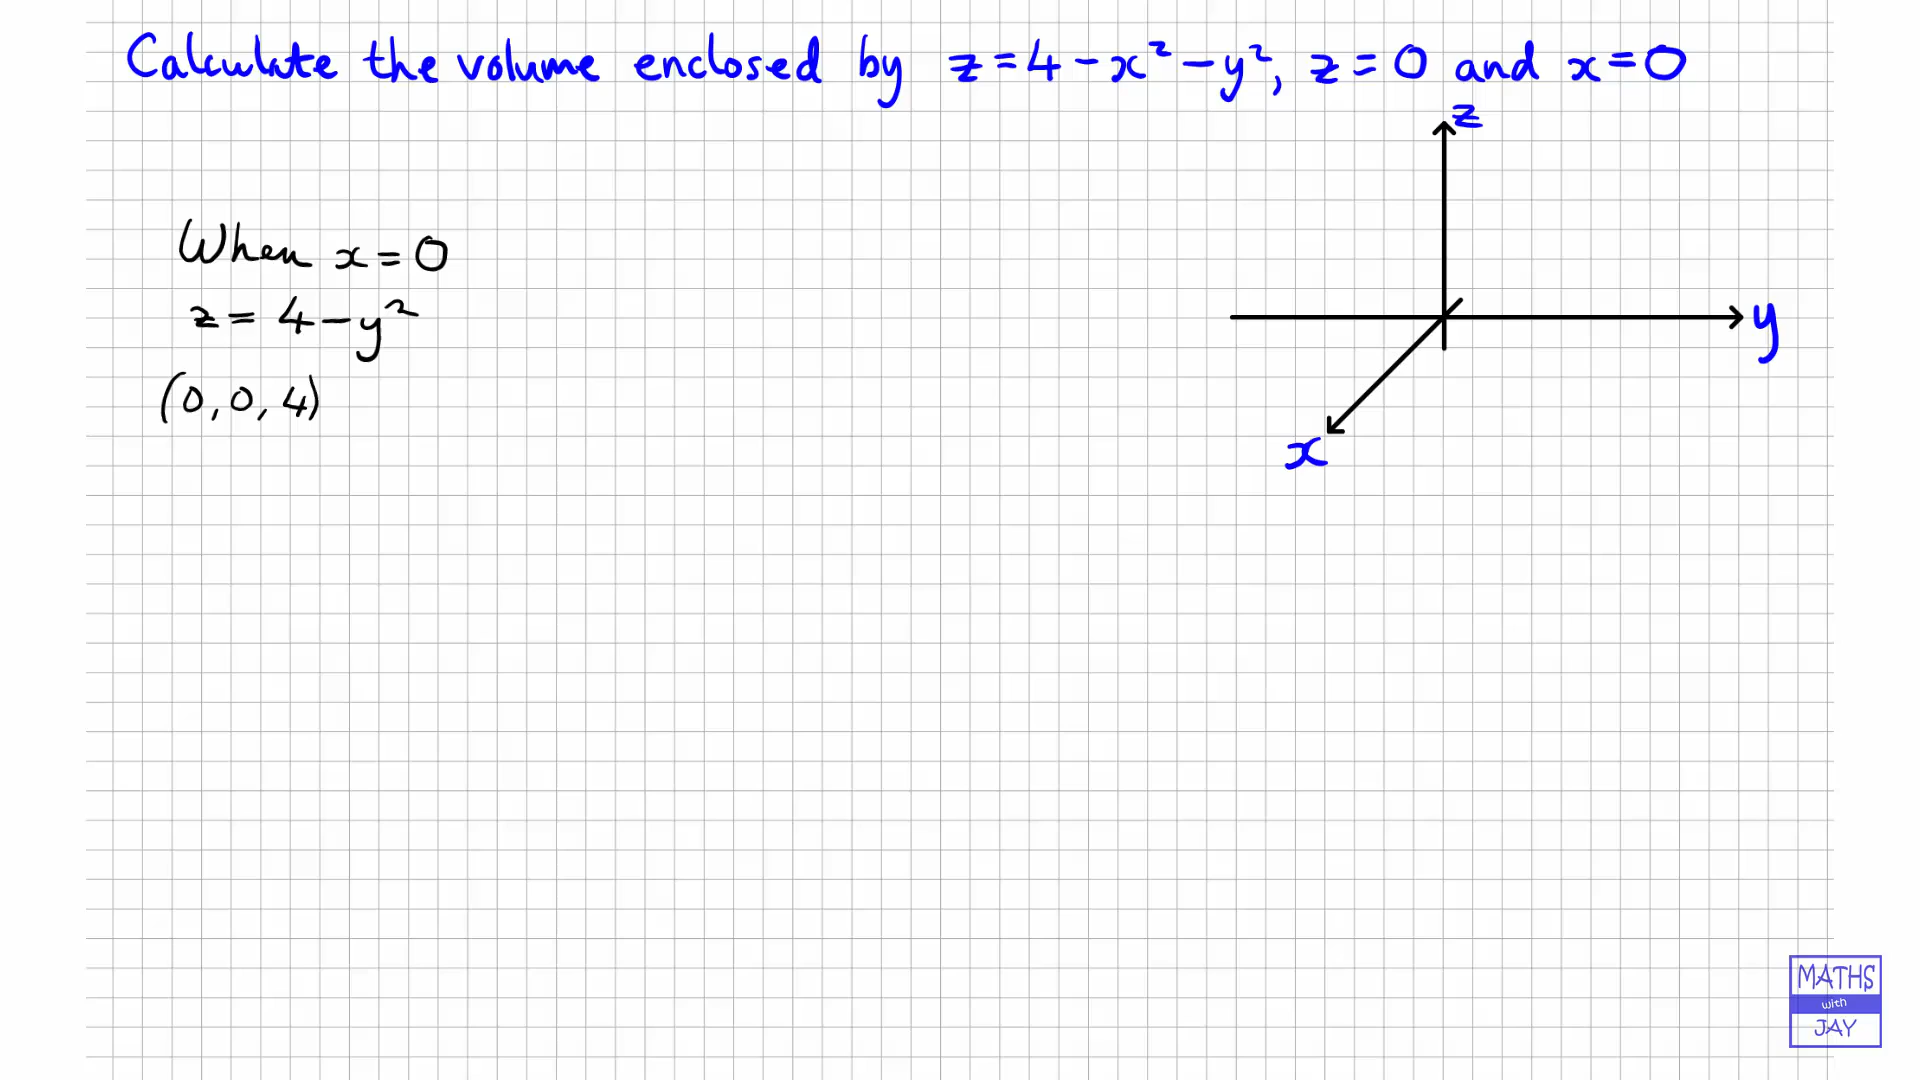 Calculate the volume enclosed by z=4-x²-y², z=0 and x=0
z
When x=0
z=4-y²
y
(0,0,4)
x
MATHS
with
JAY